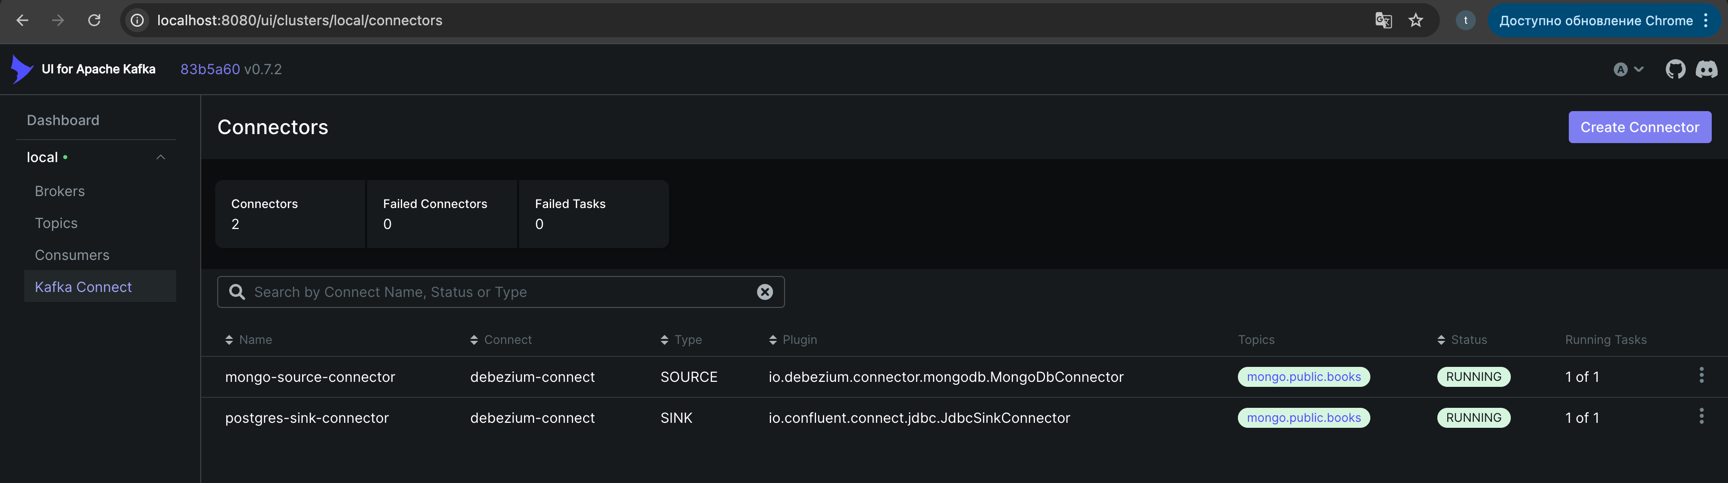 localhost:8080/ui/clusters/local/connectors
t
Доступно обновление Chrome
UI for Apache Kafka 83b5a60 v0.7.2
A
Dashboard
local
Brokers
Topics
Consumers
Kafka Connect
Connectors
Create Connector
Connectors Failed Connectors Failed Tasks
2 0 0
Search by Connect Name, Status or Type
Name Connect Type Plugin Topics Status Running Tasks
mongo-source-connector debezium-connect SOURCE io.debezium.connector.mongodb.MongoDbConnector mongo.public.books RUNNING 1 of 1
postgres-sink-connector debezium-connect SINK io.confluent.connect.jdbc.JdbcSinkConnector mongo.public.books RUNNING 1 of 1